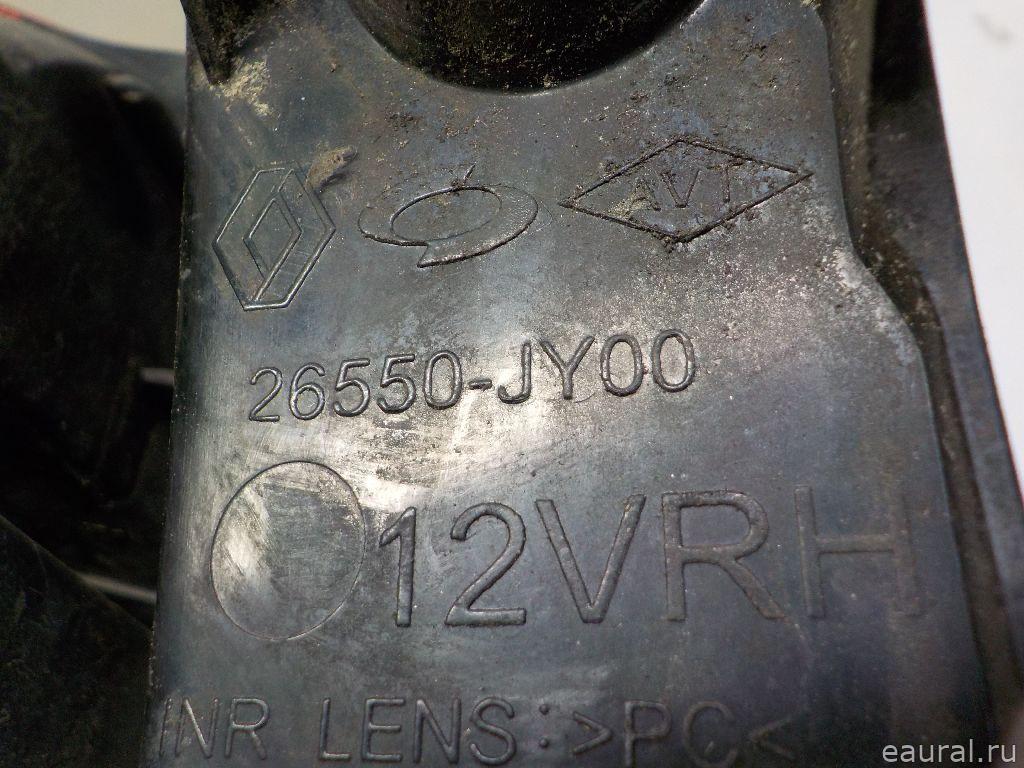 AVT
26550-JY00
12VRH
INR LENS:>PC<
eaural.ru